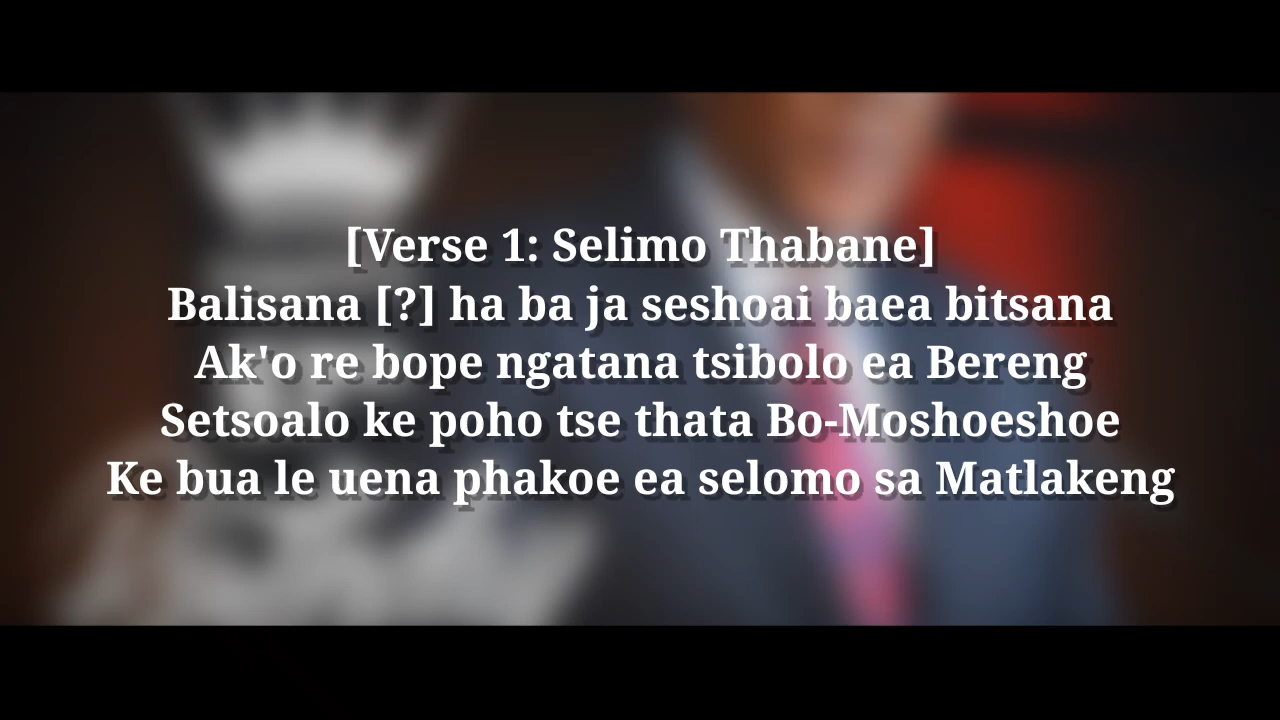 [Verse 1: Selimo Thabane]
Balisana [?] ha ba ja seshoai baea bitsana
Ak'o re bope ngatana tsibolo ea Bereng
Setsoalo ke poho tse thata Bo-Moshoeshoe
Ke bua le uena phakoe ea selomo sa Matlakeng